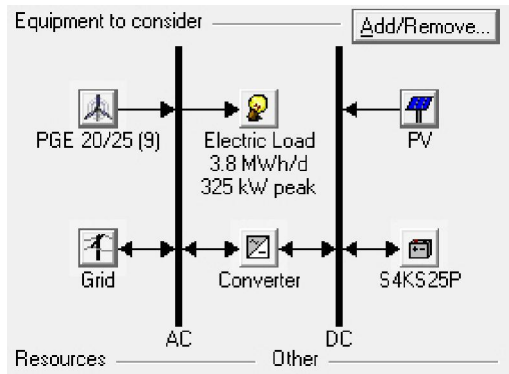 Equipment to consider
Add/Remove...
PGE 20/25 (9)
Electric Load
3.8 MWh/d
325 kW peak
PV
Grid
Converter
S4KS25P
AC
DC
Resources
Other